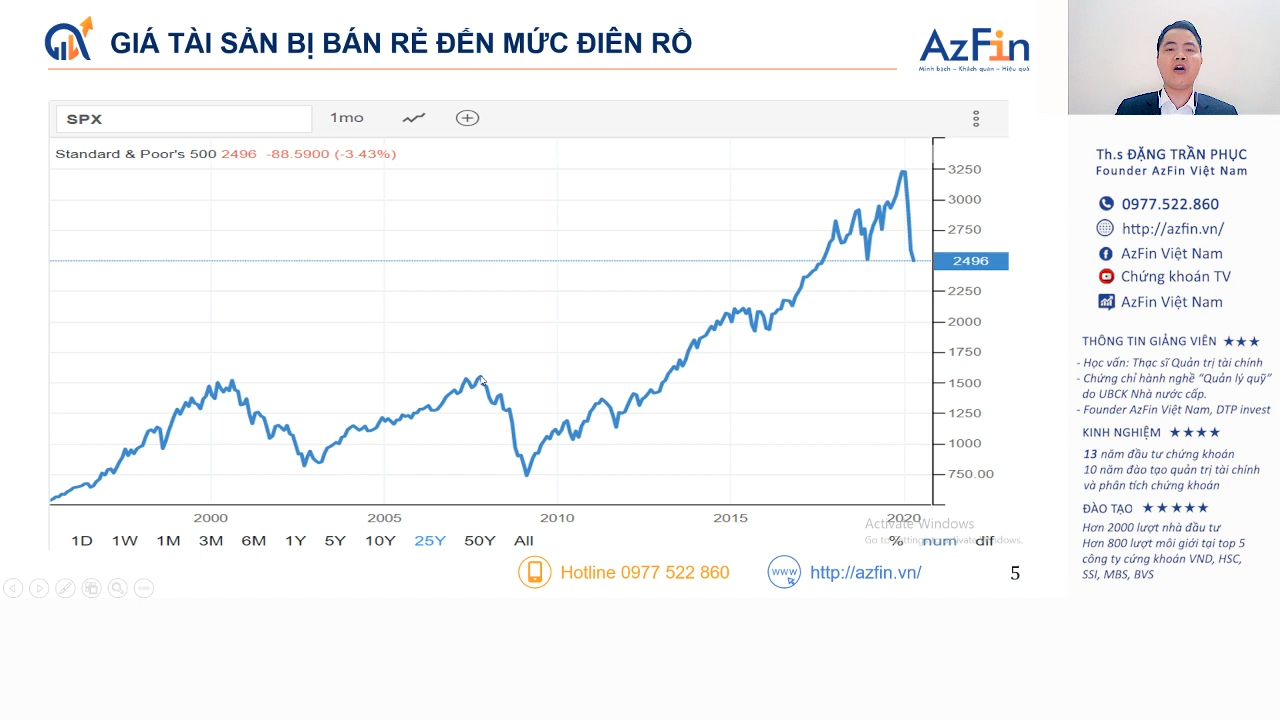 GIÁ TÀI SẢN BỊ BÁN RẺ ĐẾN MỨC ĐIÊN RỒ
AzFin
Minh bạch – Khách quan – Hiệu quả
SPX
1mo
Standard & Poor's 500 2496 -88.5900 (-3.43%)
3250
3000
2750
2496
2250
2000
1750
1500
1250
1000
750.00
2000 2005 2010 2015 2020
Activate Windows
Go to Settings to activate Windows.
1D 1W 1M 3M 6M 1Y 5Y 10Y 25Y 50Y All % num dif
Hotline 0977 522 860
www
http://azfin.vn/
5
Th.s ĐẶNG TRẦN PHỤC
Founder AzFin Việt Nam
0977.522.860
http://azfin.vn/
AzFin Việt Nam
Chứng khoán TV
AzFin Việt Nam
THÔNG TIN GIẢNG VIÊN ★★★
- Học vấn: Thạc sĩ Quản trị tài chính
- Chứng chỉ hành nghề "Quản lý quỹ"
do UBCK Nhà nước cấp.
- Founder AzFin Việt Nam, DTP invest
KINH NGHIỆM ★★★★
13 năm đầu tư chứng khoán
10 năm đào tạo quản trị tài chính
và phân tích chứng khoán
ĐÀO TẠO ★★★★★
Hơn 2000 lượt nhà đầu tư
Hơn 800 lượt môi giới tại top 5
công ty cứng khoán VND, HSC,
SSI, MBS, BVS